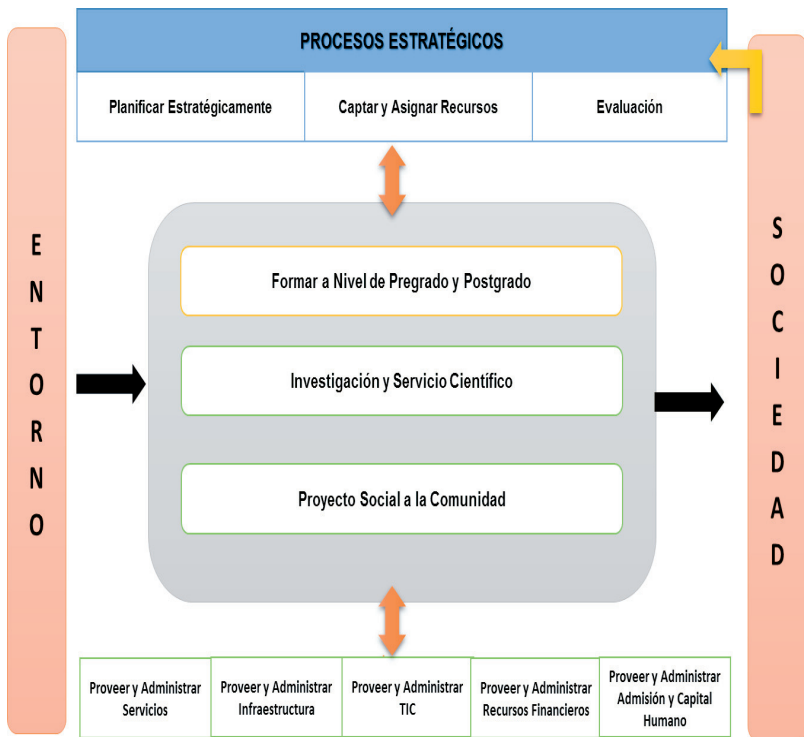 PROCESOS ESTRATÉGICOS
Planificar Estratégicamente
Captar y Asignar Recursos
Evaluación
ENTORNO
Formar a Nivel de Pregrado y Postgrado
Investigación y Servicio Científico
Proyecto Social a la Comunidad
SOCIEDAD
Proveer y Administrar
Servicios
Proveer y Administrar
Infraestructura
Proveer y Administrar
TIC
Proveer y Administrar
Recursos Financieros
Proveer y Administrar
Admisión y Capital
Humano